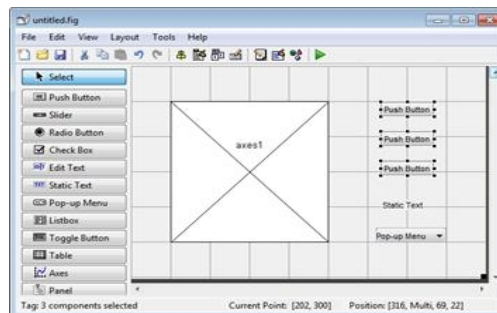 untitled.fig
File Edit View Layout Tools Help
Select
Push Button
Slider
Radio Button
Check Box
Edit Text
Static Text
Pop-up Menu
Listbox
Toggle Button
Table
Axes
Panel
axes1
Push Button
Push Button
Push Button
Static Text
Pop-up Menu
Tag: 3 components selected Current Point: [202, 300] Position: [316, Multi, 69, 22]